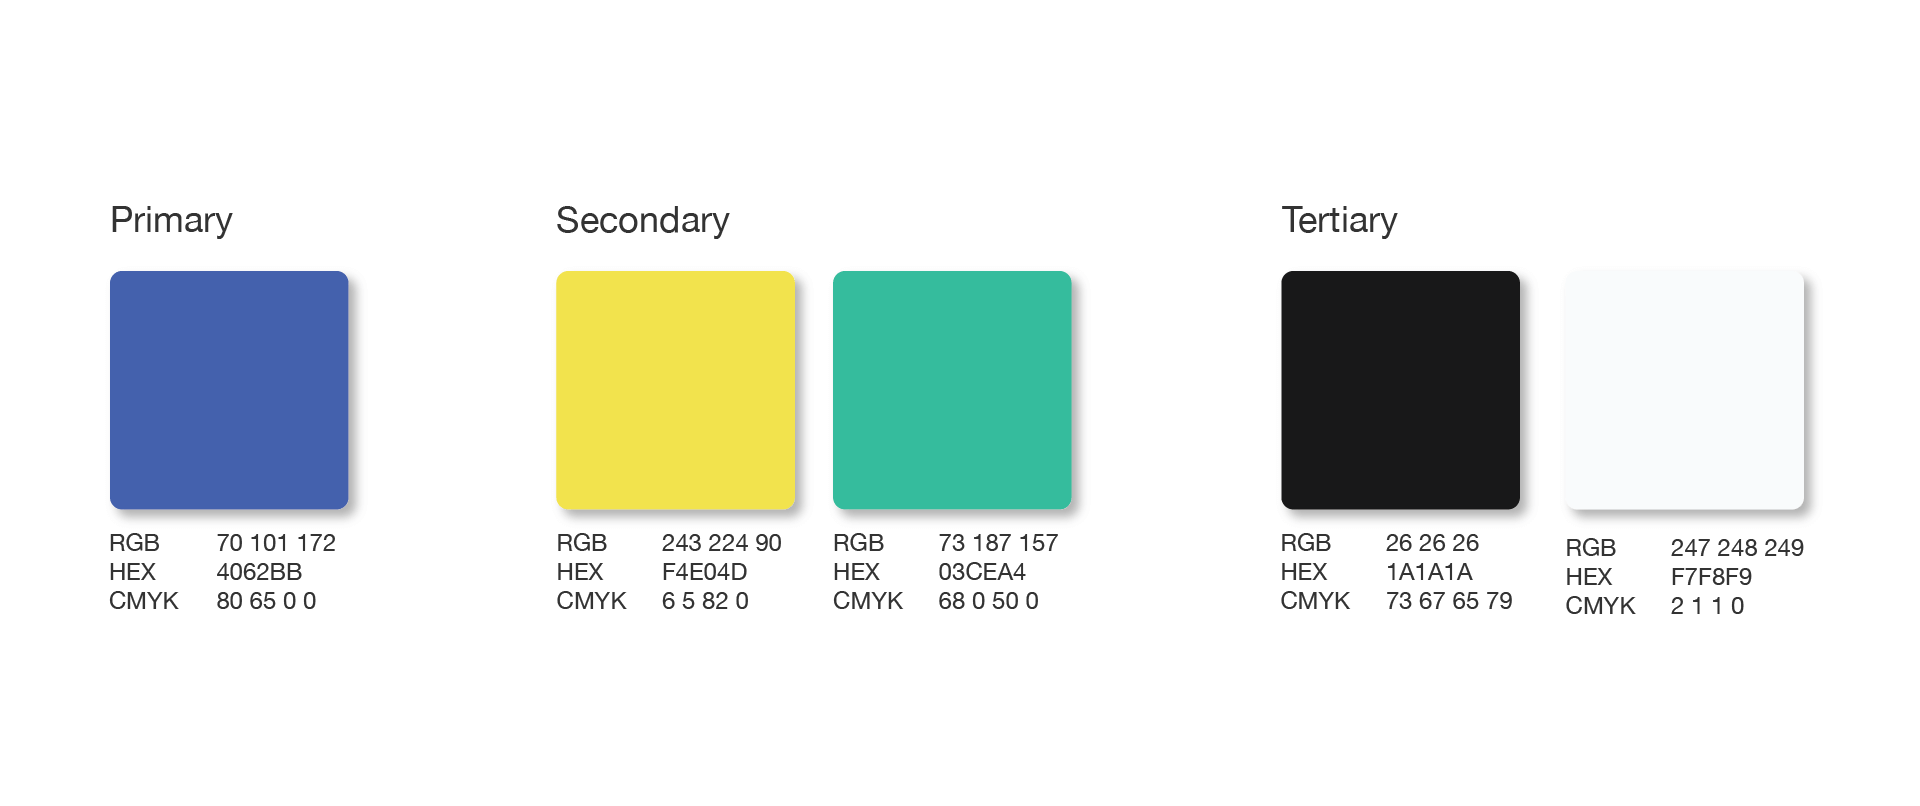 Primary
RGB 70 101 172
HEX 4062BB
CMYK 80 65 0 0
Secondary
RGB 243 224 90
HEX F4E04D
CMYK 6 5 82 0
RGB 73 187 157
HEX 03CEA4
CMYK 68 0 50 0
Tertiary
RGB 26 26 26
HEX 1A1A1A
CMYK 73 67 65 79
RGB 247 248 249
HEX F7F8F9
CMYK 2 1 1 0